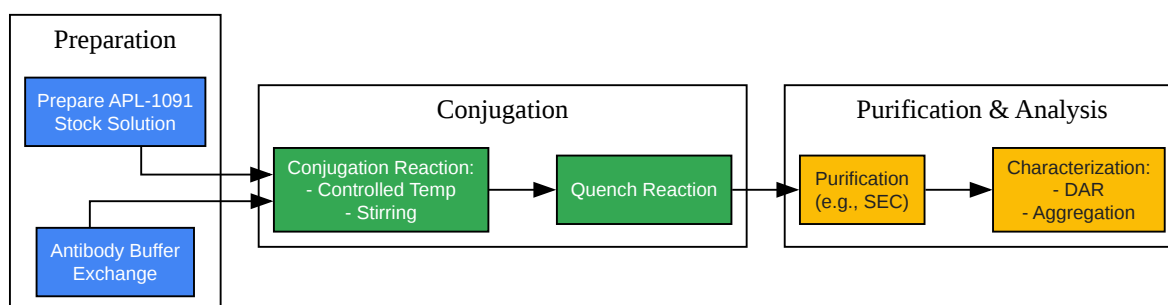 Preparation
Prepare APL-1091
Stock Solution
Antibody Buffer
Exchange
Conjugation
Conjugation Reaction:
- Controlled Temp
- Stirring
Quench Reaction
Purification & Analysis
Purification
(e.g., SEC)
Characterization:
- DAR
- Aggregation